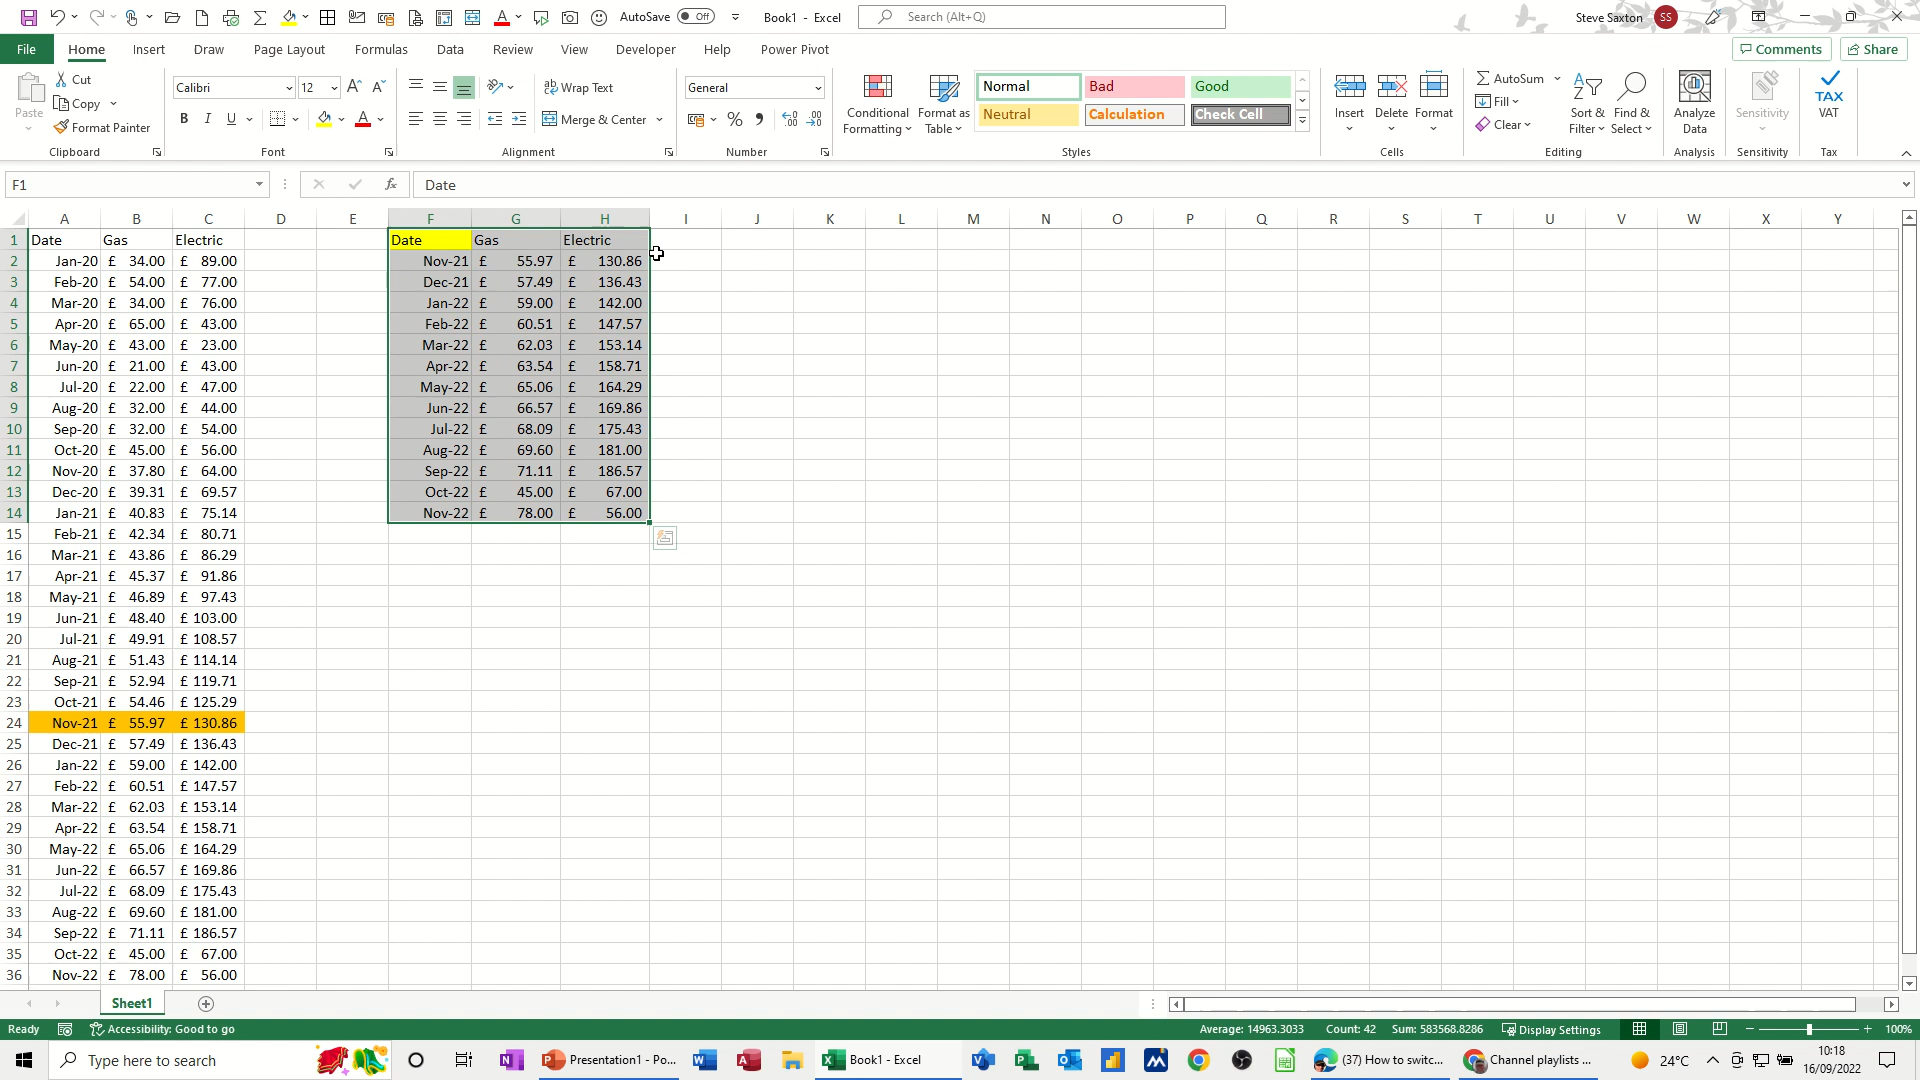 AutoSave Off Book1 - Excel Search (Alt+Q) Steve Saxton SS
File Home Insert Draw Page Layout Formulas Data Review View Developer Help Power Pivot Comments Share
Paste Cut Copy Format Painter Clipboard
Calibri 12 B I U Font
Wrap Text Merge & Center Alignment
General % Number
Conditional Formatting Format as Table Normal Bad Good Neutral Calculation Check Cell Styles
Insert Delete Format Cells
AutoSum Fill Clear Sort & Filter Find & Select Editing
Analyze Data Analysis Sensitivity Sensitivity TAX VAT Tax
F1 fx Date
A B C D E F G H I J K L M N O P Q R S T U V W X Y
1 Date Gas Electric Date Gas Electric
2 Jan-20 £ 34.00 £ 89.00 Nov-21 £ 55.97 £ 130.86
3 Feb-20 £ 54.00 £ 77.00 Dec-21 £ 57.49 £ 136.43
4 Mar-20 £ 34.00 £ 76.00 Jan-22 £ 59.00 £ 142.00
5 Apr-20 £ 65.00 £ 43.00 Feb-22 £ 60.51 £ 147.57
6 May-20 £ 43.00 £ 23.00 Mar-22 £ 62.03 £ 153.14
7 Jun-20 £ 21.00 £ 43.00 Apr-22 £ 63.54 £ 158.71
8 Jul-20 £ 22.00 £ 47.00 May-22 £ 65.06 £ 164.29
9 Aug-20 £ 32.00 £ 44.00 Jun-22 £ 66.57 £ 169.86
10 Sep-20 £ 32.00 £ 54.00 Jul-22 £ 68.09 £ 175.43
11 Oct-20 £ 45.00 £ 56.00 Aug-22 £ 69.60 £ 181.00
12 Nov-20 £ 37.80 £ 64.00 Sep-22 £ 71.11 £ 186.57
13 Dec-20 £ 39.31 £ 69.57 Oct-22 £ 45.00 £ 67.00
14 Jan-21 £ 40.83 £ 75.14 Nov-22 £ 78.00 £ 56.00
15 Feb-21 £ 42.34 £ 80.71
16 Mar-21 £ 43.86 £ 86.29
17 Apr-21 £ 45.37 £ 91.86
18 May-21 £ 46.89 £ 97.43
19 Jun-21 £ 48.40 £ 103.00
20 Jul-21 £ 49.91 £ 108.57
21 Aug-21 £ 51.43 £ 114.14
22 Sep-21 £ 52.94 £ 119.71
23 Oct-21 £ 54.46 £ 125.29
24 Nov-21 £ 55.97 £ 130.86
25 Dec-21 £ 57.49 £ 136.43
26 Jan-22 £ 59.00 £ 142.00
27 Feb-22 £ 60.51 £ 147.57
28 Mar-22 £ 62.03 £ 153.14
29 Apr-22 £ 63.54 £ 158.71
30 May-22 £ 65.06 £ 164.29
31 Jun-22 £ 66.57 £ 169.86
32 Jul-22 £ 68.09 £ 175.43
33 Aug-22 £ 69.60 £ 181.00
34 Sep-22 £ 71.11 £ 186.57
35 Oct-22 £ 45.00 £ 67.00
36 Nov-22 £ 78.00 £ 56.00
Sheet1
Ready Accessibility: Good to go Average: 14963.3033 Count: 42 Sum: 583568.8286 Display Settings 100%
Type here to search Presentation1 - Po... Book1 - Excel (37) How to switc... Channel playlists ... 24°C 10:18
16/09/2022